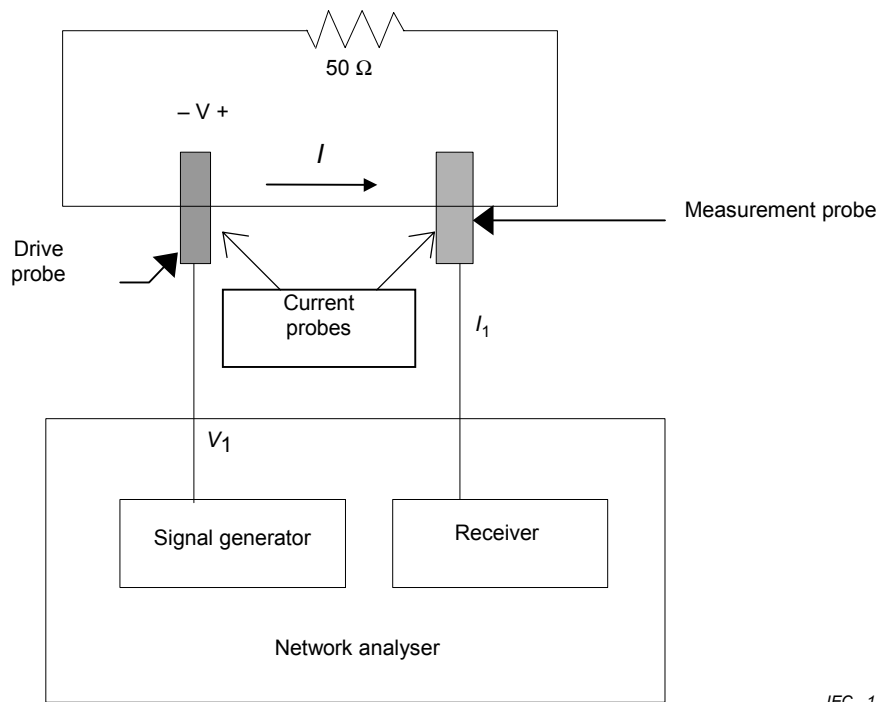 50 Ω
– V +
I
Measurement probe
Drive
probe
Current
probes
I1
V1
Signal generator
Receiver
Network analyser